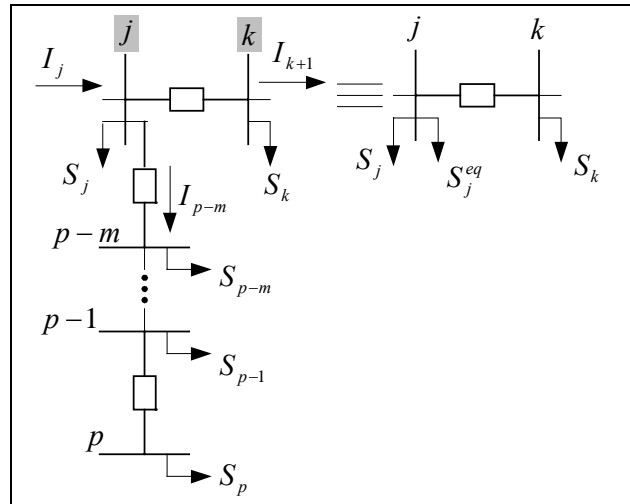 j k j k
I_j I_{k+1}
S_j S_k S_j S_j^{eq} S_k
I_{p-m}
p-m
S_{p-m}
p-1
S_{p-1}
p
S_p